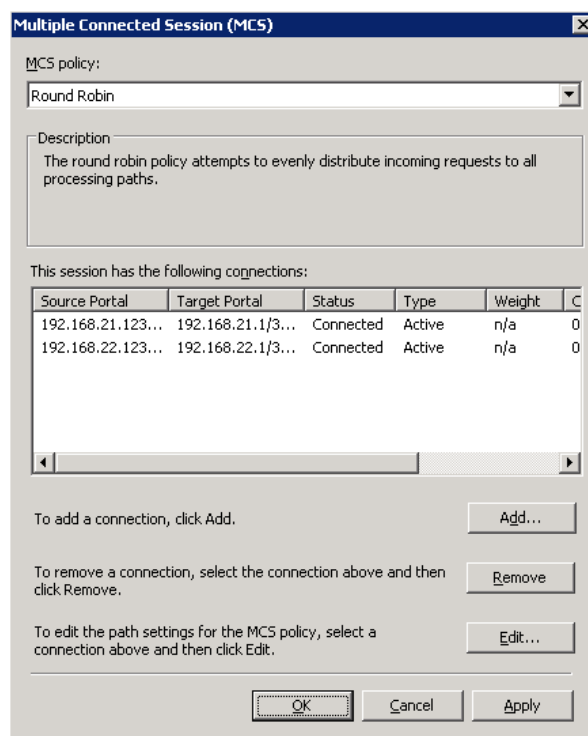 Multiple Connected Session (MCS)
MCS policy:
Round Robin
Description
The round robin policy attempts to evenly distribute incoming requests to all
processing paths.
This session has the following connections:
Source Portal Target Portal Status Type Weight C
192.168.21.123... 192.168.21.1/3... Connected Active n/a 0
192.168.22.123... 192.168.22.1/3... Connected Active n/a 0
To add a connection, click Add.
Add...
To remove a connection, select the connection above and then
click Remove.
Remove
To edit the path settings for the MCS policy, select a
connection above and then click Edit.
Edit...
OK Cancel Apply